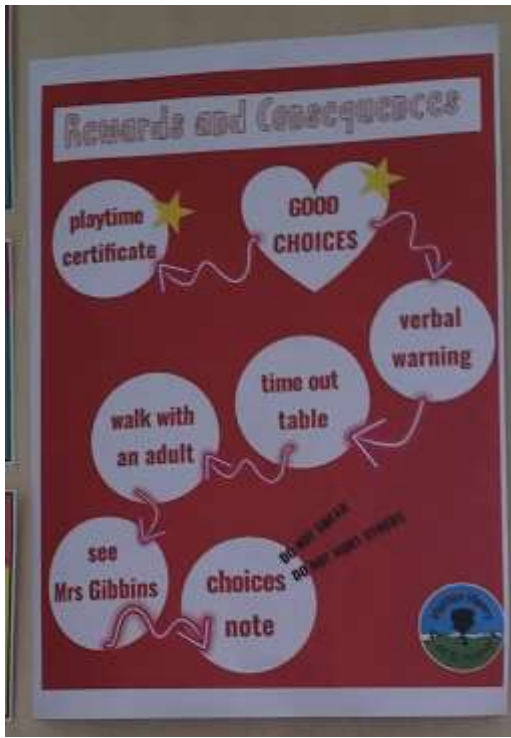 Rewards and Consequences
GOOD
CHOICES
playtime
certificate
verbal
warning
time out
table
walk with
an adult
see
Mrs Gibbins
choices
note
DO NOT SWEAR
DO NOT HURT OTHERS